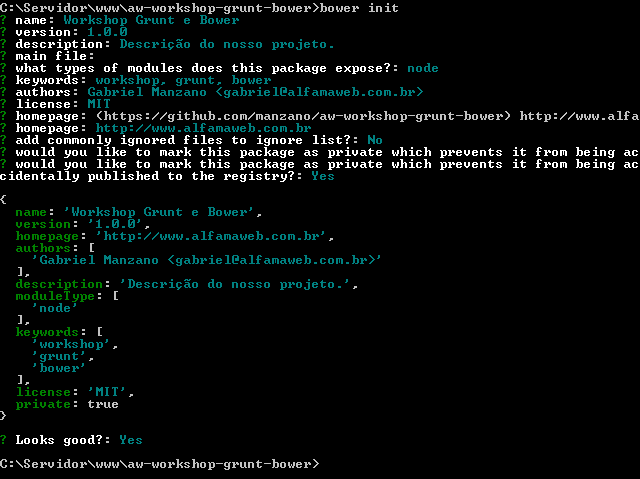 C:\Servidor\www\aw-workshop-grunt-bower>bower init
? name: Workshop Grunt e Bower
? version: 1.0.0
? description: Descrição do nosso projeto.
? main file:
? what types of modules does this package expose?: node
? keywords: workshop, grunt, bower
? authors: Gabriel Manzano <gabriel@alfamaweb.com.br>
? license: MIT
? homepage: (https://github.com/manzano/aw-workshop-grunt-bower) http://www.alfa
? homepage: http://www.alfamaweb.com.br
? add commonly ignored files to ignore list?: No
? would you like to mark this package as private which prevents it from being ac
? would you like to mark this package as private which prevents it from being ac
cidentally published to the registry?: Yes
{
  name: 'Workshop Grunt e Bower',
  version: '1.0.0',
  homepage: 'http://www.alfamaweb.com.br',
  authors: [
    'Gabriel Manzano <gabriel@alfamaweb.com.br>'
  ],
  description: 'Descrição do nosso projeto.',
  moduleType: [
    'node'
  ],
  keywords: [
    'workshop',
    'grunt',
    'bower'
  ],
  license: 'MIT',
  private: true
}
? Looks good?: Yes
C:\Servidor\www\aw-workshop-grunt-bower>